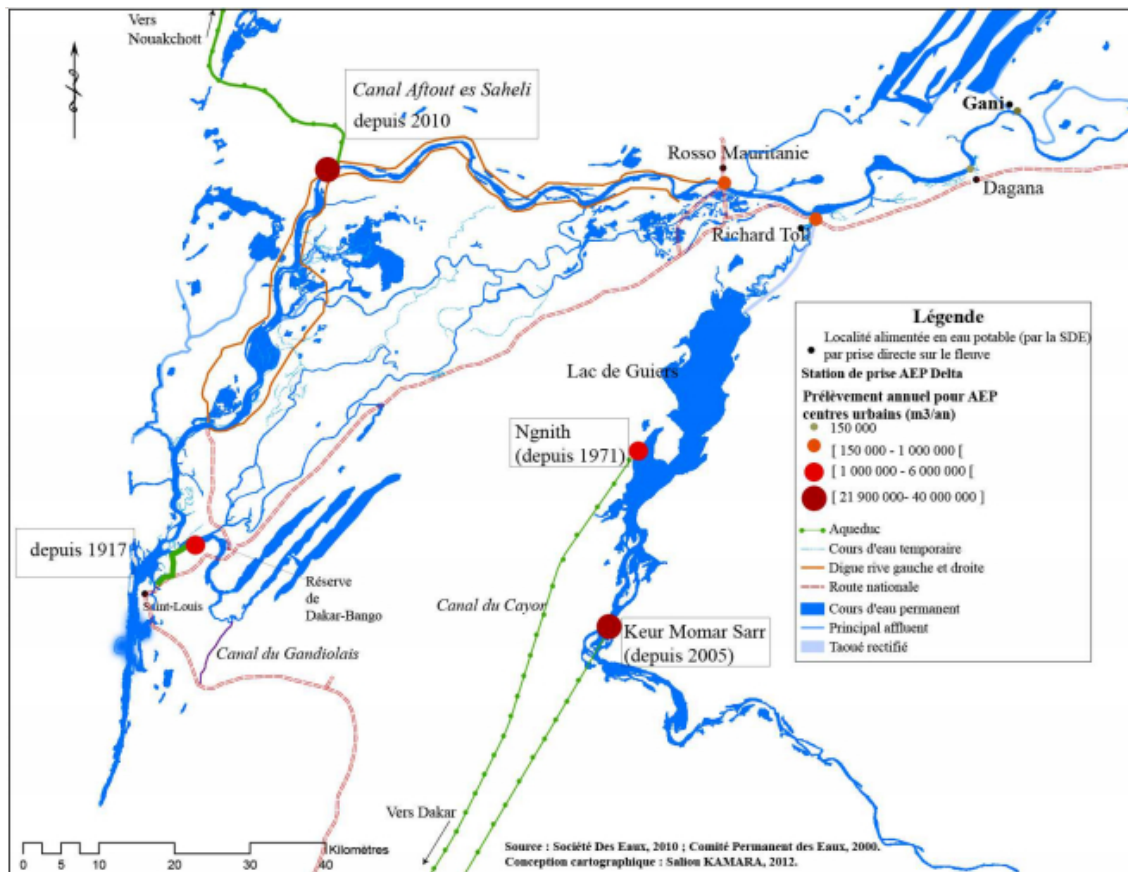 Vers
Nouakchott
Canal Aftout es Saheli
depuis 2010
Gani
Rosso Mauritanie
Dagana
Richard Toll
Lac de Guiers
Ngnith
(depuis 1971)
depuis 1917
Saint-Louis
Réserve
de
Dakar-Bango
Canal du Gandiolais
Canal du Cayor
Keur Momar Sarr
(depuis 2005)
Vers Dakar
Légende
Localité alimentée en eau potable (par la SDE)
par prise directe sur le fleuve
Station de prise AEP Delta
Prélèvement annuel pour AEP
centres urbains (m3/an)
150 000
[ 150 000 - 1 000 000 [
[ 1 000 000 - 6 000 000 [
[ 21 900 000- 40 000 000 ]
Aqueduc
Cours d'eau temporaire
Digue rive gauche et droite
Route nationale
Cours d'eau permanent
Principal affluent
Taoué rectifié
Kilomètres
0 5 10 20 30 40
Source : Société Des Eaux, 2010 ; Comité Permanent des Eaux, 2000.
Conception cartographique : Saliou KAMARA, 2012.